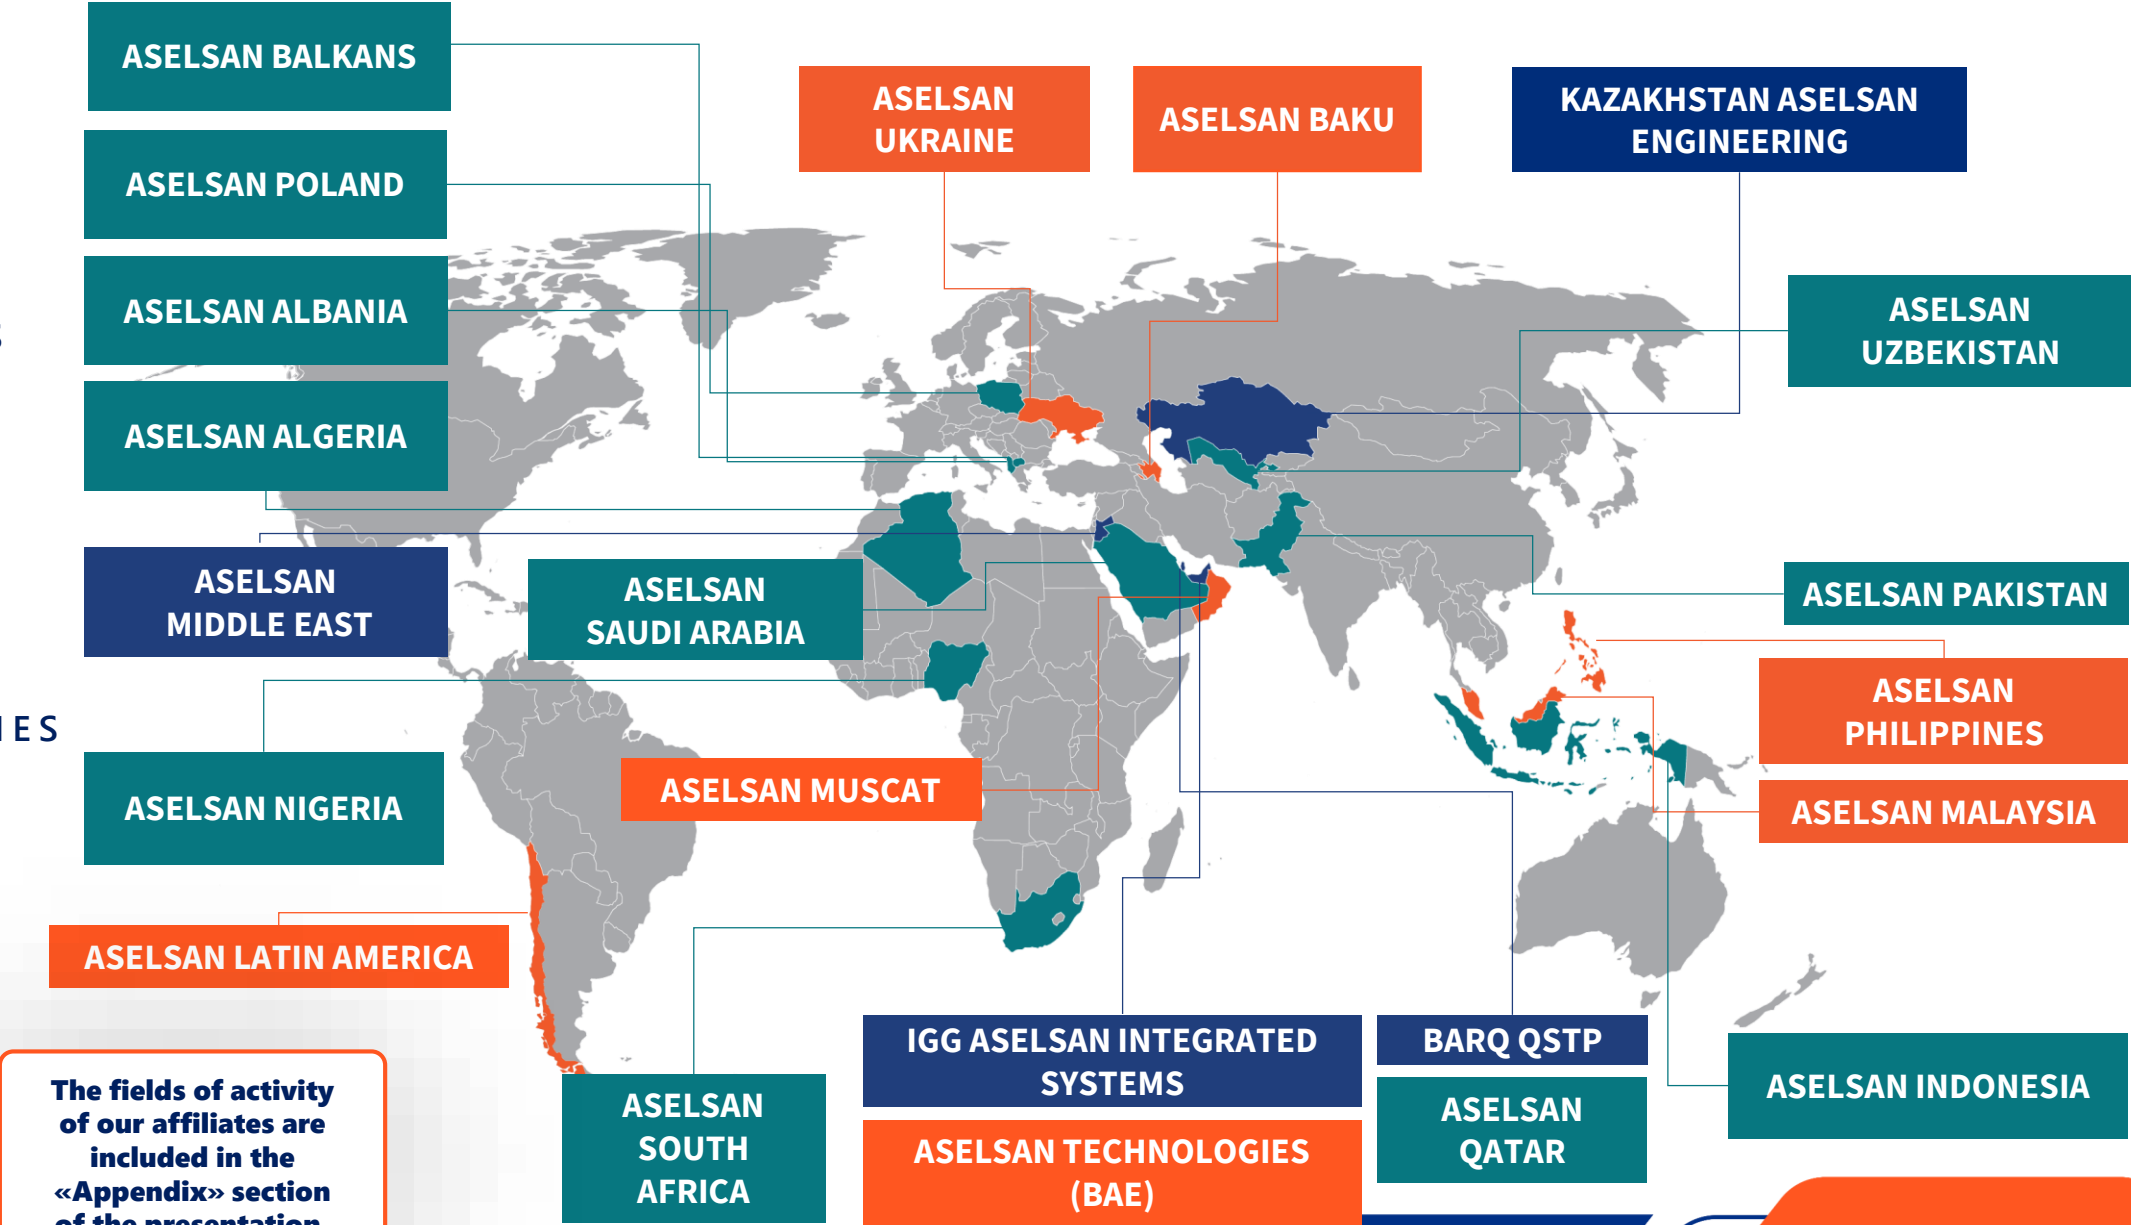 ASELSAN BALKANS
ASELSAN POLAND
ASELSAN ALBANIA
ASELSAN ALGERIA
ASELSAN
MIDDLE EAST
ASELSAN NIGERIA
ASELSAN LATIN AMERICA
ASELSAN
UKRAINE
ASELSAN BAKU
KAZAKHSTAN ASELSAN
ENGINEERING
ASELSAN
UZBEKISTAN
ASELSAN
SAUDI ARABIA
ASELSAN PAKISTAN
ASELSAN
PHILIPPINES
ASELSAN MUSCAT
ASELSAN MALAYSIA
ASELSAN
SOUTH
AFRICA
IGG ASELSAN INTEGRATED
SYSTEMS
ASELSAN TECHNOLOGIES
(BAE)
BARQ QSTP
ASELSAN
QATAR
ASELSAN INDONESIA
The fields of activity
of our affiliates are
included in the
«Appendix» section
of the presentation